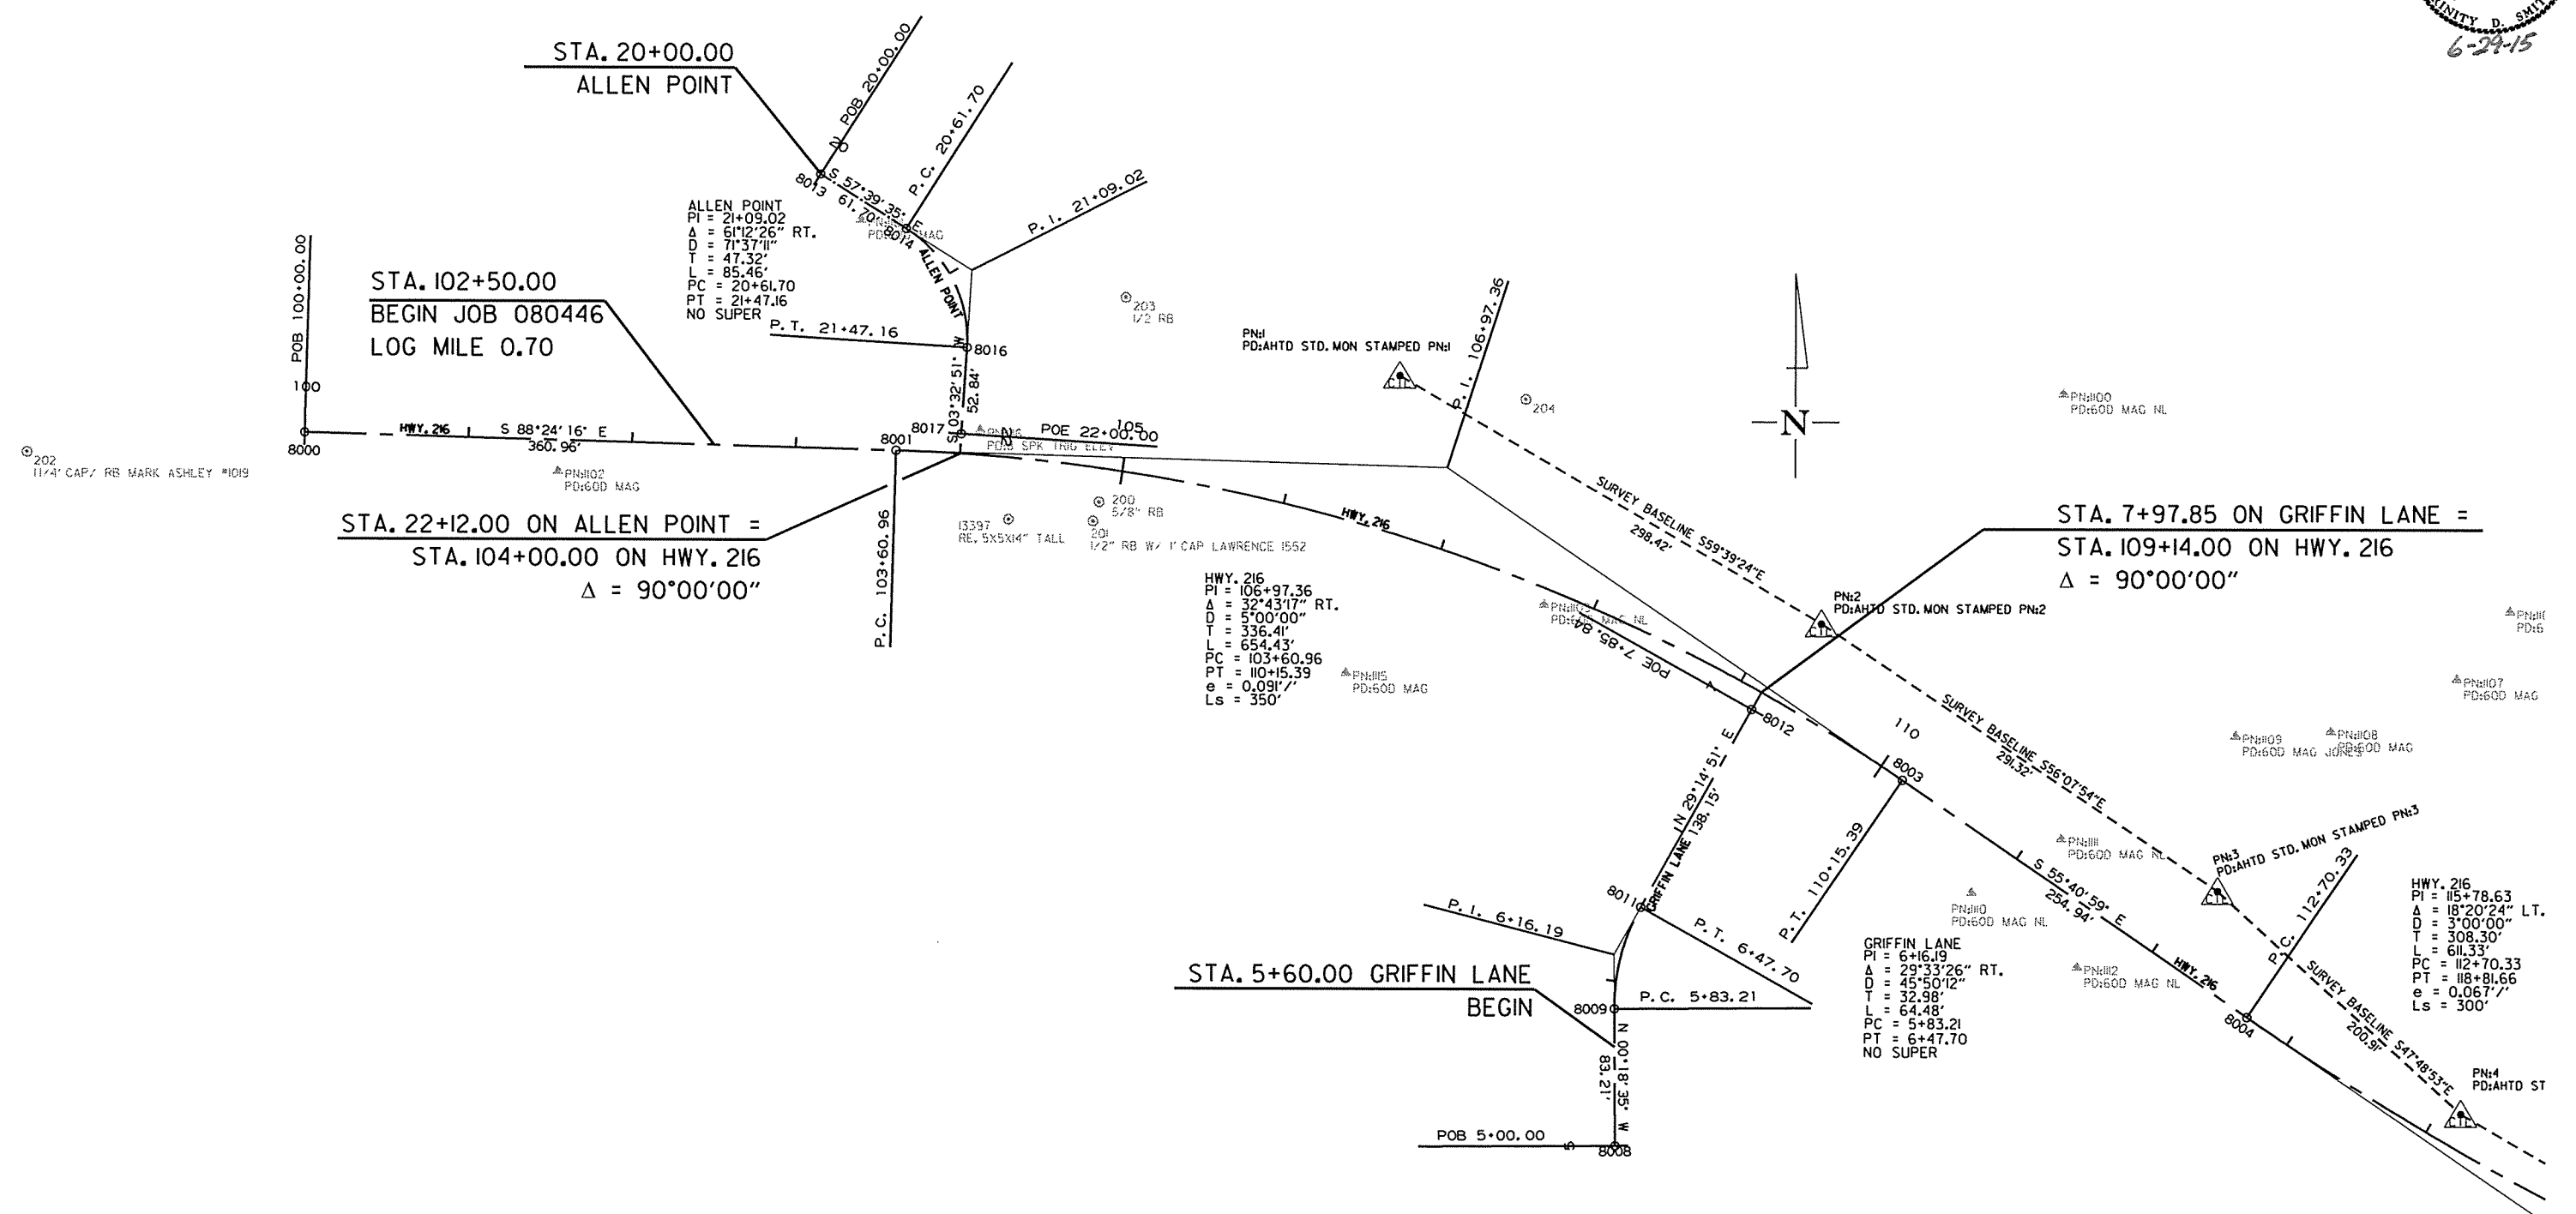 TRINITY D. SMIT
6-29-15
STA. 20+00.00
ALLEN POINT
POB 20+00.00
P.C. 20+61.70
P.I. 21+09.02
8013
S 57°39'35" E
61.70'
8014
ALLEN POINT
ALLEN POINT
PI = 21+09.02
Δ = 61°12'26" RT.
D = 71°37'11"
T = 47.32'
L = 85.46'
PC = 20+61.70
PT = 21+47.16
NO SUPER
P.T. 21+47.16
8016
S 03°32'51" W
52.84'
203
1/2 RB
POB 100+00.00
100
8000
STA. 102+50.00
BEGIN JOB 080446
LOG MILE 0.70
HWY. 216
S 88°24'16" E
360.96'
8001
8017
105
POE 22+00.00
202
1 1/4" CAP/ RB MARK ASHLEY #1019
PN:1102
PD:60D MAG
STA. 22+12.00 ON ALLEN POINT =
STA. 104+00.00 ON HWY. 216
Δ = 90°00'00"
P.C. 103+60.96
13397
RE. 5X5X14" TALL
200
5/8" RB
201
1/2" RB W/ 1" CAP LAWRENCE 1552
PN:1
PD:AHTD STD. MON STAMPED PN:1
CTL
P.I. 106+97.36
204
N
PN:1100
PD:60D MAG NL
SURVEY BASELINE S59°39'24"E
298.42'
HWY. 216
HWY. 216
PI = 106+97.36
Δ = 32°43'17" RT.
D = 5°00'00"
T = 336.41'
L = 654.43'
PC = 103+60.96
PT = 110+15.39
e = 0.091'/'
Ls = 350'
STA. 7+97.85 ON GRIFFIN LANE =
STA. 109+14.00 ON HWY. 216
Δ = 90°00'00"
PN:2
PD:AHTD STD. MON STAMPED PN:2
CTL
POE 7+85.84
PN:1115
PD:60D MAG
8012
110
8003
SURVEY BASELINE S56°07'54"E
291.32'
PN:1107
PD:60D MAG
PN:1109
PD:60D MAG JONES
PN:1108
PD:60D MAG
N 29°14'51" E
GRIFFIN LANE 138.15'
P.T. 110+15.39
PN:1111
PD:60D MAG NL
PN:3
PD:AHTD STD. MON STAMPED PN:3
CTL
S 55°40'59" E
254.94'
P.C. 112+70.33
8011
P.I. 6+16.19
P.T. 6+47.70
PN:1110
PD:60D MAG NL
PN:1112
PD:60D MAG NL
HWY. 216
HWY. 216
PI = 115+78.63
Δ = 18°20'24" LT.
D = 3°00'00"
T = 308.30'
L = 611.33'
PC = 112+70.33
PT = 118+81.66
e = 0.067'/'
Ls = 300'
GRIFFIN LANE
PI = 6+16.19
Δ = 29°33'26" RT.
D = 45°50'12"
T = 32.98'
L = 64.48'
PC = 5+83.21
PT = 6+47.70
NO SUPER
STA. 5+60.00 GRIFFIN LANE
BEGIN
8009
P.C. 5+83.21
N 00°18'35" W
83.21'
POB 5+00.00
5
8008
8004
SURVEY BASELINE S47°48'53"E
200.91'
PN:4
PD:AHTD ST
CTL